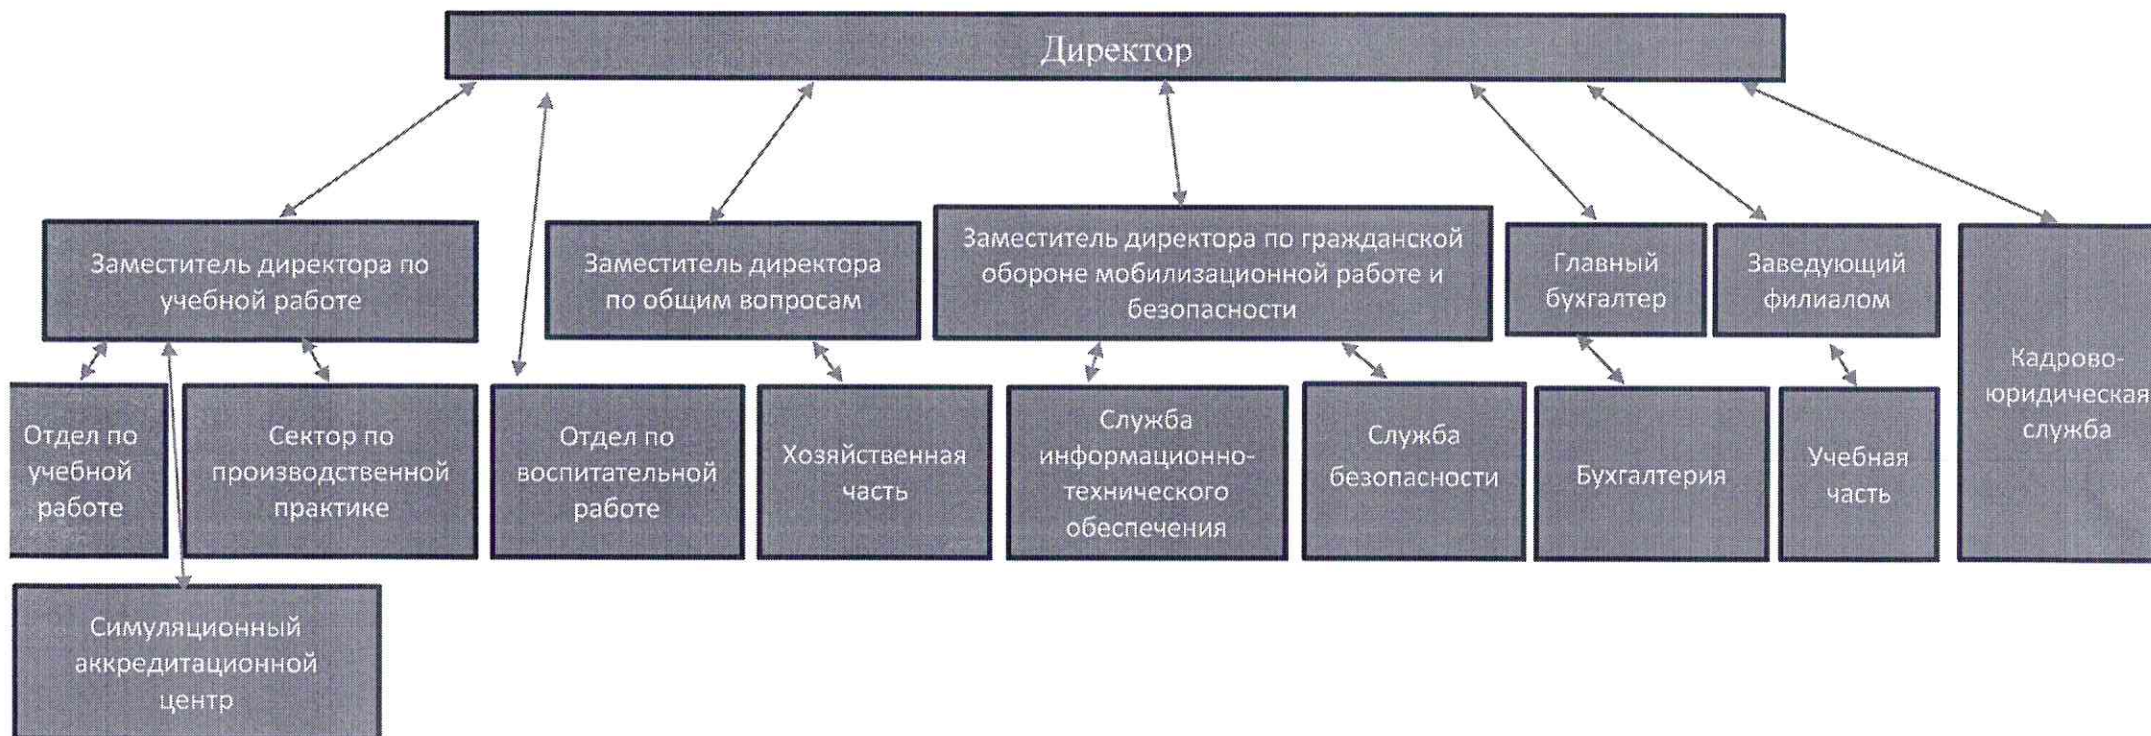 Директор
Заместитель директора по
учебной работе
Заместитель директора
по общим вопросам
Заместитель директора по гражданской
обороне мобилизационной работе и
безопасности
Главный
бухгалтер
Заведующий
филиалом
Кадрово-
юридическая
служба
Отдел по
учебной
работе
Сектор по
производственной
практике
Отдел по
воспитательной
работе
Хозяйственная
часть
Служба
информационно-
технического
обеспечения
Служба
безопасности
Бухгалтерия
Учебная
часть
Симуляционный
аккредитационной
центр